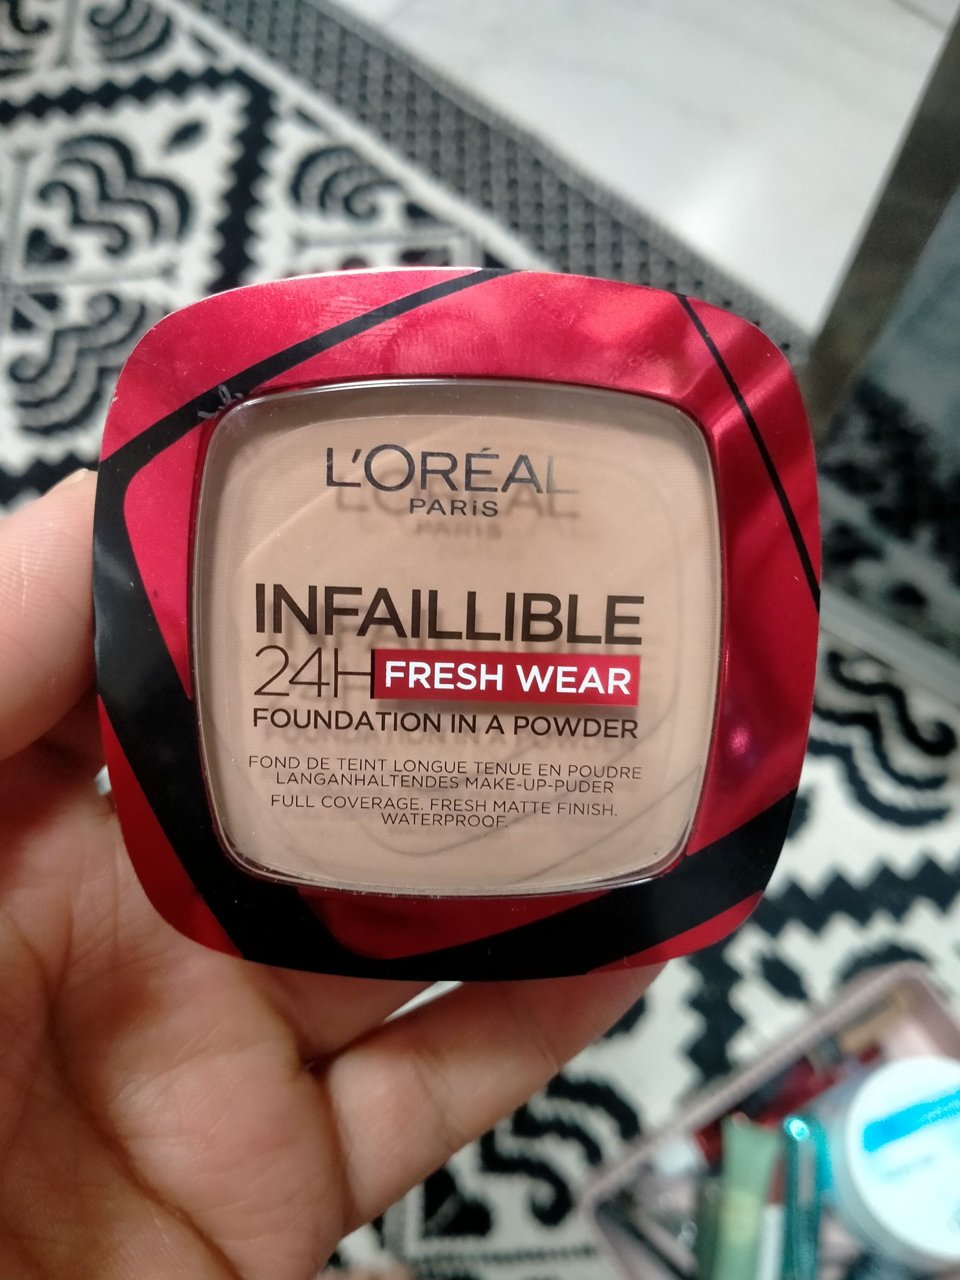 L'ORÉAL
PARiS
INFAILLIBLE
24H FRESH WEAR
FOUNDATION IN A POWDER
FOND DE TEINT LONGUE TENUE EN POUDRE
LANGANHALTENDES MAKE-UP-PUDER
FULL COVERAGE. FRESH MATTE FINISH.
WATERPROOF.